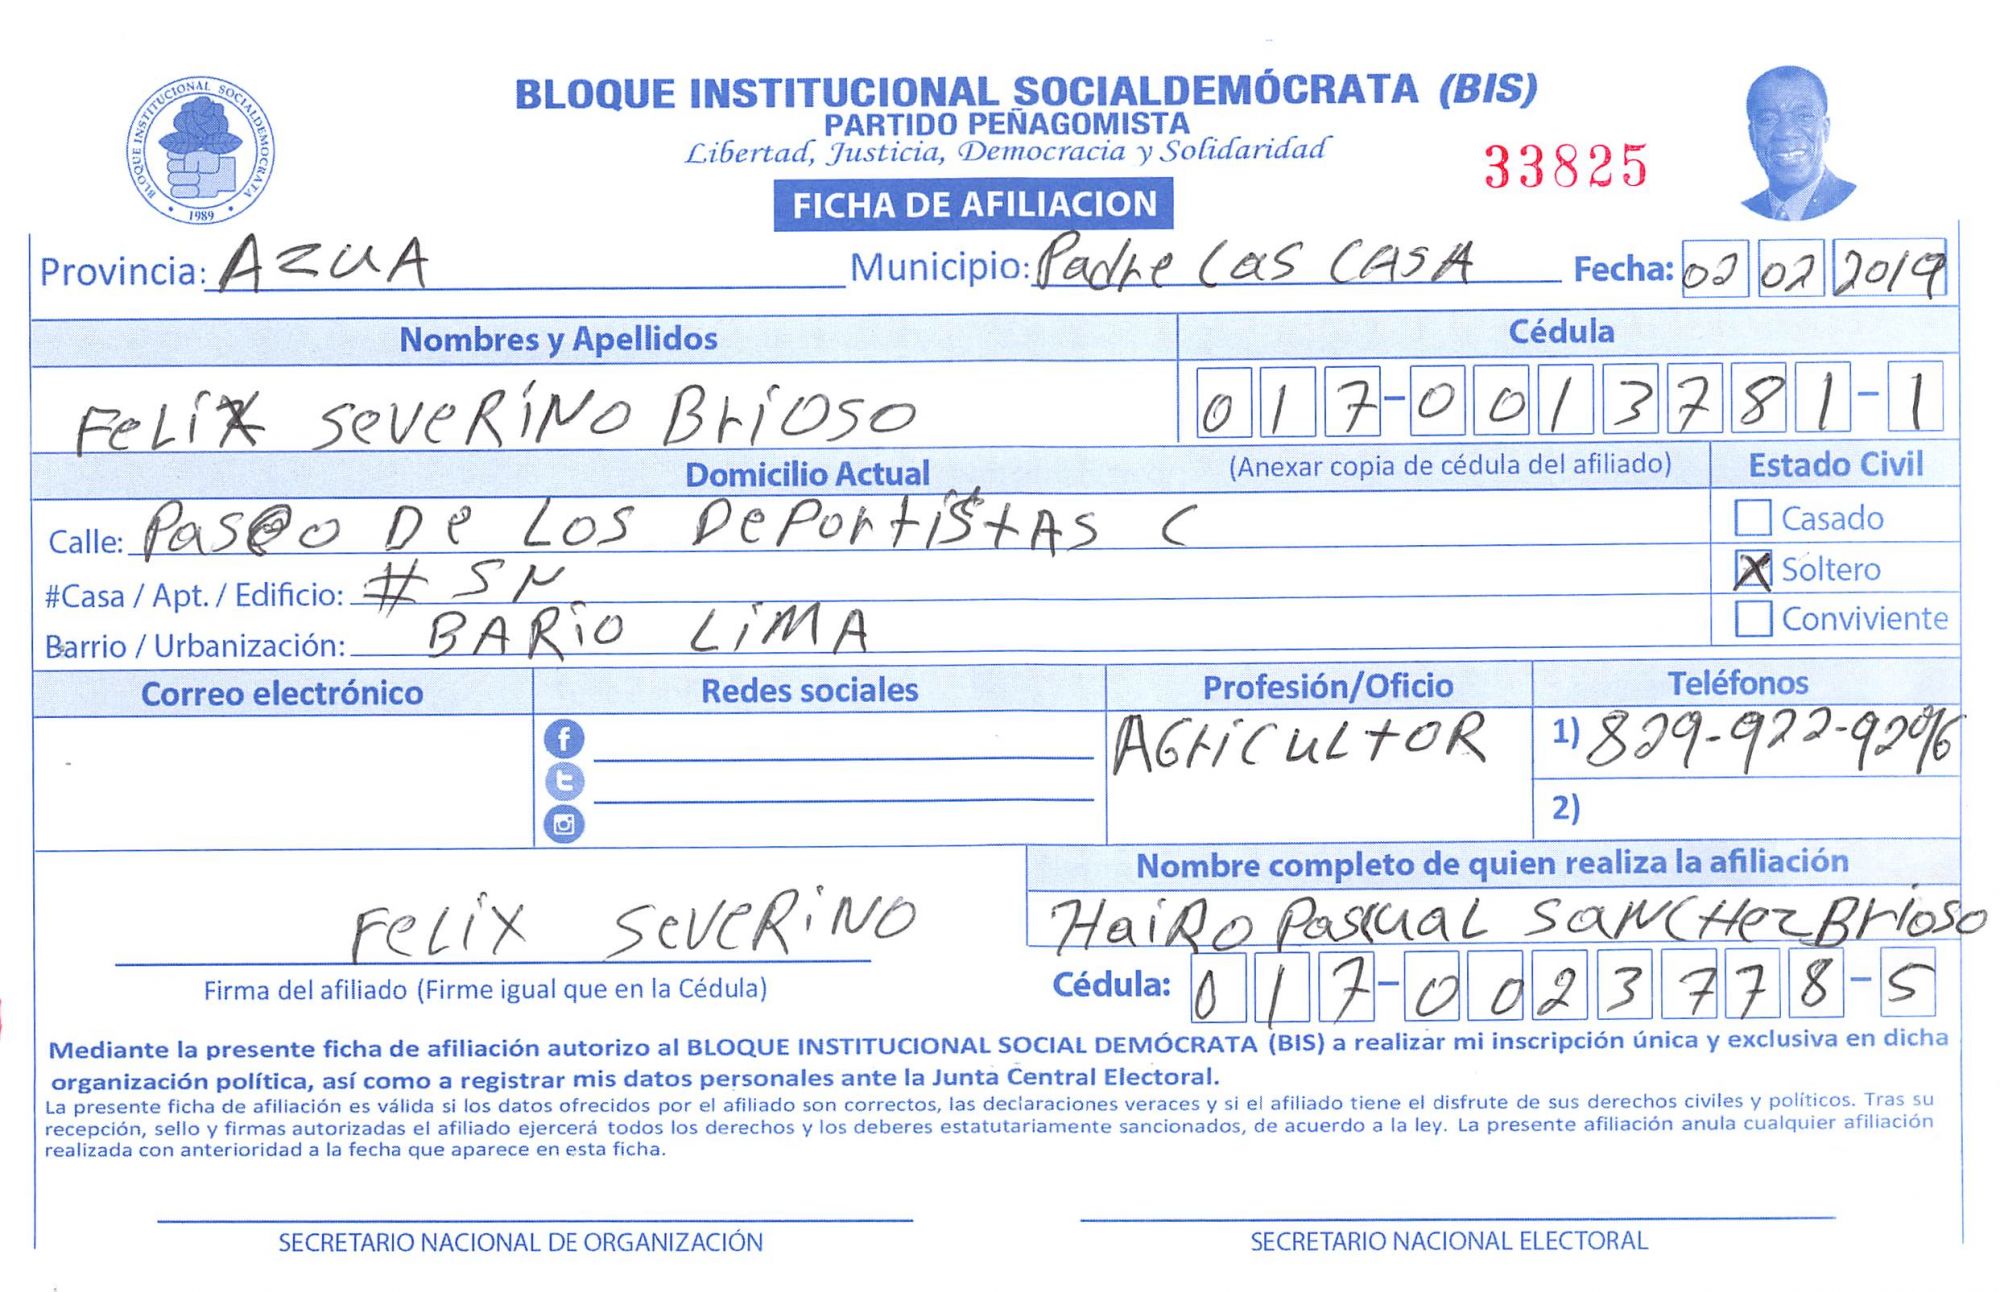 BLOQUE INSTITUCIONAL SOCIALDEMÓCRATA (BIS)
PARTIDO PEÑAGOMISTA
Libertad, Justicia, Democracia y Solidaridad
33825
BLOQUE INSTITUCIONAL SOCIALDEMOCRATA
1989
FICHA DE AFILIACION
Provincia: AZUA Municipio: Padre Las CASA Fecha: 02 02 2019
Nombres y Apellidos Cédula
FeLiX SeVeRiNO BriOSO 017-0013781-1
Domicilio Actual (Anexar copia de cédula del afiliado) Estado Civil
Calle: Paseo De Los DePortistAS C
Casado
#Casa / Apt. / Edificio: # SN
X Soltero
Barrio / Urbanización: BARiO LiMA
Conviviente
Correo electrónico Redes sociales Profesión/Oficio Teléfonos
AGriCuLtOR 1) 829-922-9296
2)
Nombre completo de quien realiza la afiliación
FeLiX SeVeRiNO HaiRo PasCuaL SaNCHez Brioso
Firma del afiliado (Firme igual que en la Cédula) Cédula: 017-0023778-5
Mediante la presente ficha de afiliación autorizo al BLOQUE INSTITUCIONAL SOCIAL DEMÓCRATA (BIS) a realizar mi inscripción única y exclusiva en dicha
organización política, así como a registrar mis datos personales ante la Junta Central Electoral.
La presente ficha de afiliación es válida si los datos ofrecidos por el afiliado son correctos, las declaraciones veraces y si el afiliado tiene el disfrute de sus derechos civiles y políticos. Tras su
recepción, sello y firmas autorizadas el afiliado ejercerá todos los derechos y los deberes estatutariamente sancionados, de acuerdo a la ley. La presente afiliación anula cualquier afiliación
realizada con anterioridad a la fecha que aparece en esta ficha.
SECRETARIO NACIONAL DE ORGANIZACIÓN SECRETARIO NACIONAL ELECTORAL